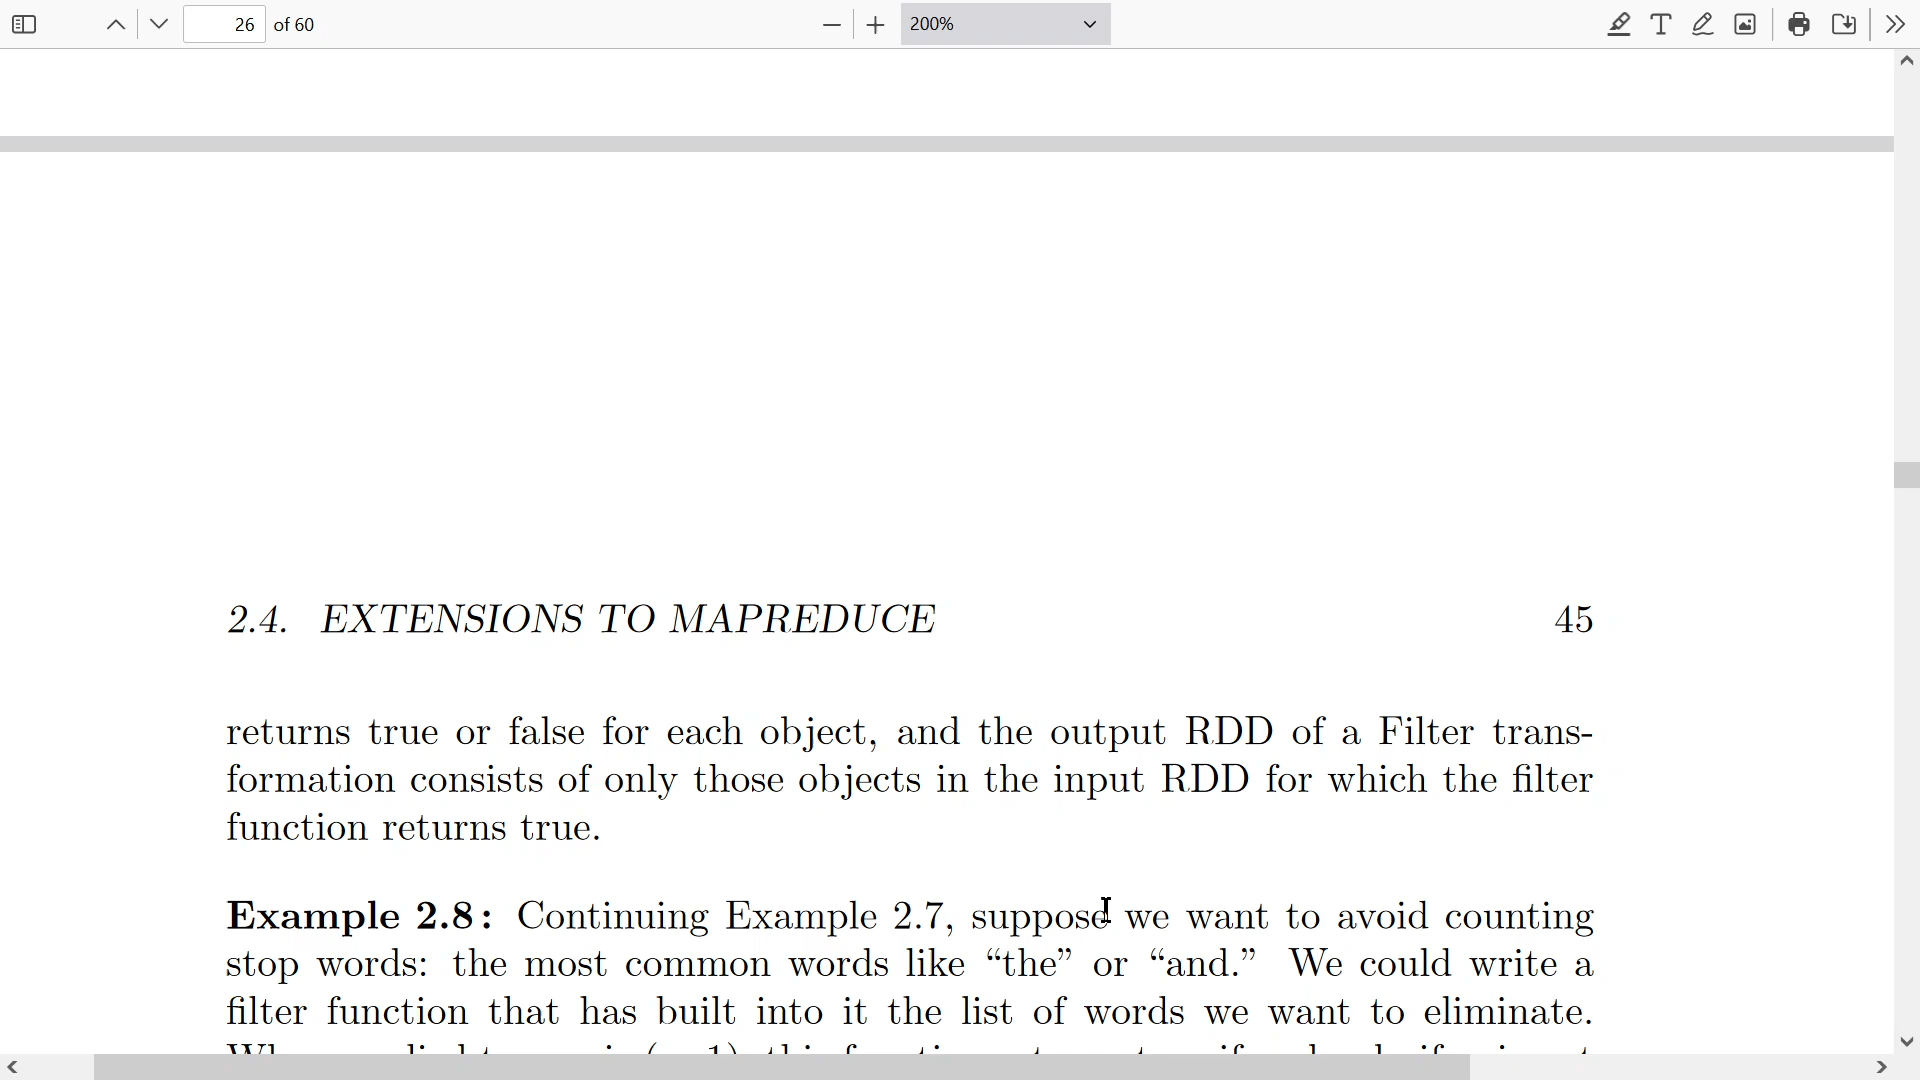 26 of 60
200%
2.4. EXTENSIONS TO MAPREDUCE 45
returns true or false for each object, and the output RDD of a Filter trans-
formation consists of only those objects in the input RDD for which the filter
function returns true.
Example 2.8: Continuing Example 2.7, suppose we want to avoid counting
stop words: the most common words like “the” or “and.” We could write a
filter function that has built into it the list of words we want to eliminate.